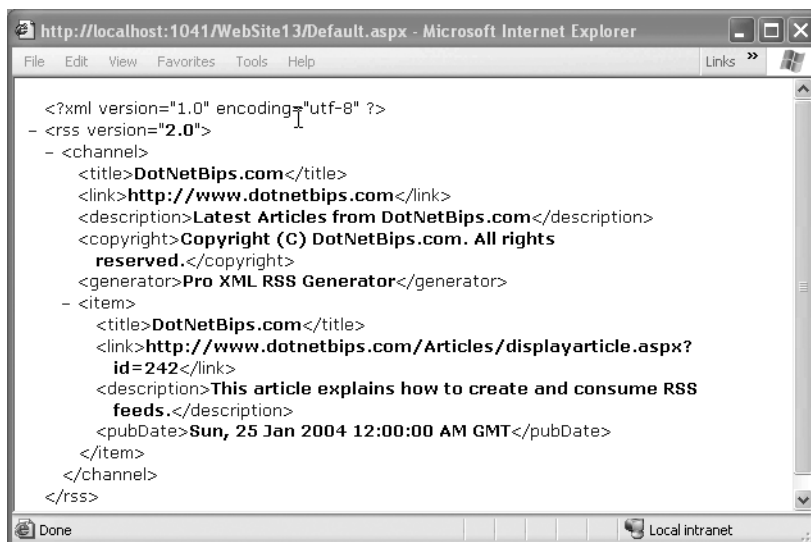 http://localhost:1041/WebSite13/Default.aspx - Microsoft Internet Explorer
File Edit View Favorites Tools Help Links »
<?xml version="1.0" encoding="utf-8" ?>
– <rss version="2.0">
– <channel>
<title>DotNetBips.com</title>
<link>http://www.dotnetbips.com</link>
<description>Latest Articles from DotNetBips.com</description>
<copyright>Copyright (C) DotNetBips.com. All rights
reserved.</copyright>
<generator>Pro XML RSS Generator</generator>
– <item>
<title>DotNetBips.com</title>
<link>http://www.dotnetbips.com/Articles/displayarticle.aspx?
id=242</link>
<description>This article explains how to create and consume RSS
feeds.</description>
<pubDate>Sun, 25 Jan 2004 12:00:00 AM GMT</pubDate>
</item>
</channel>
</rss>
Done Local intranet